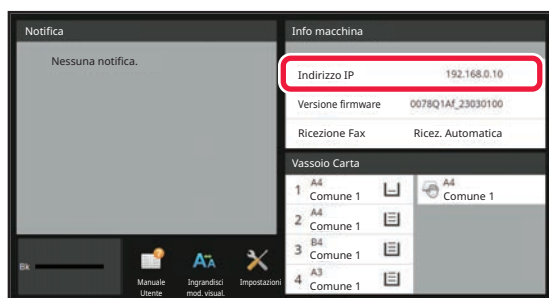 Notifica
Nessuna notifica.
Info macchina
Indirizzo IP 192.168.0.10
Versione firmware 0078Q1Af_23030100
Ricezione Fax Ricez. Automatica
Vassoio Carta
1 A4
Comune 1
A4
Comune 1
2 A4
Comune 1
3 B4
Comune 1
4 A3
Comune 1
Bk
Manuale
Utente
AA
Ingrandisci
mod. visual.
Impostazioni